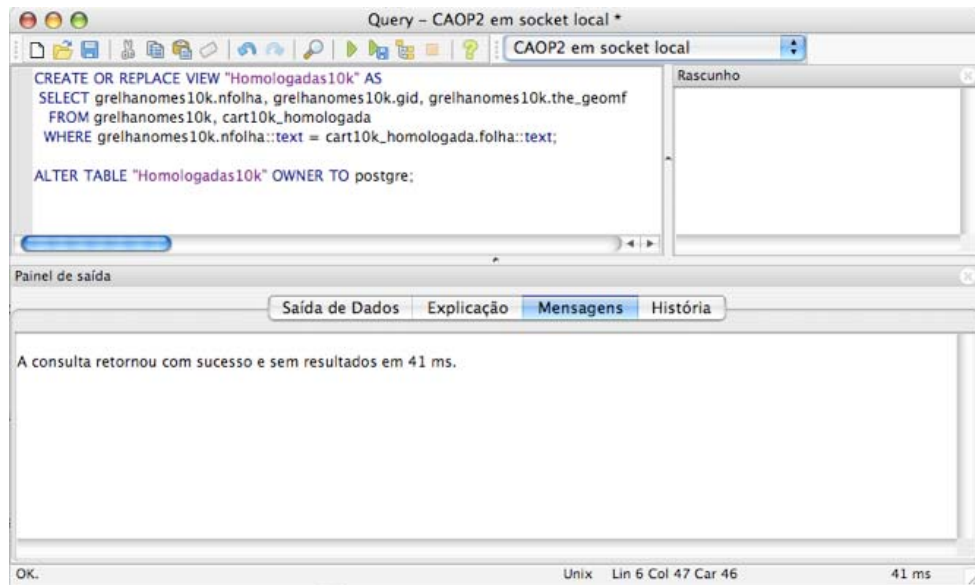 Query – CAOP2 em socket local *
CAOP2 em socket local
CREATE OR REPLACE VIEW "Homologadas10k" AS
SELECT grelhanomes10k.nfolha, grelhanomes10k.gid, grelhanomes10k.the_geomf
FROM grelhanomes10k, cart10k_homologada
WHERE grelhanomes10k.nfolha::text = cart10k_homologada.folha::text;
ALTER TABLE "Homologadas10k" OWNER TO postgre;
Rascunho
Painel de saída
Saída de Dados Explicação Mensagens História
A consulta retornou com sucesso e sem resultados em 41 ms.
OK. Unix Lin 6 Col 47 Car 46 41 ms